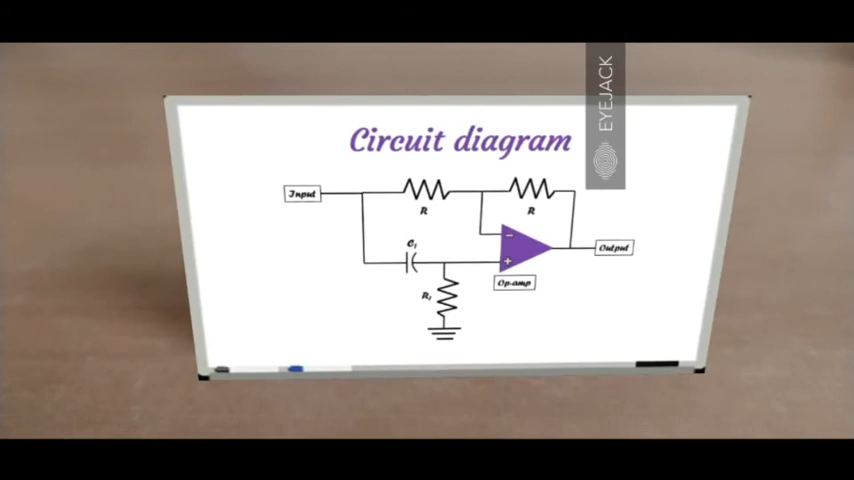 EYEJACK
Circuit diagram
Input
R
R
C₁
−
+
Output
Op-amp
R₁